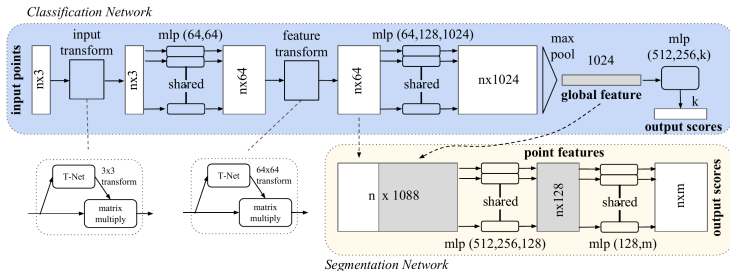 Classification Network
input points
nx3
input
transform
nx3
mlp (64,64)
shared
nx64
feature
transform
nx64
mlp (64,128,1024)
shared
nx1024
max
pool
1024
global feature
mlp
(512,256,k)
k
output scores
T-Net
3x3
transform
matrix
multiply
T-Net
64x64
transform
matrix
multiply
point features
n x 1088
shared
mlp (512,256,128)
nx128
shared
mlp (128,m)
nxm
output scores
Segmentation Network